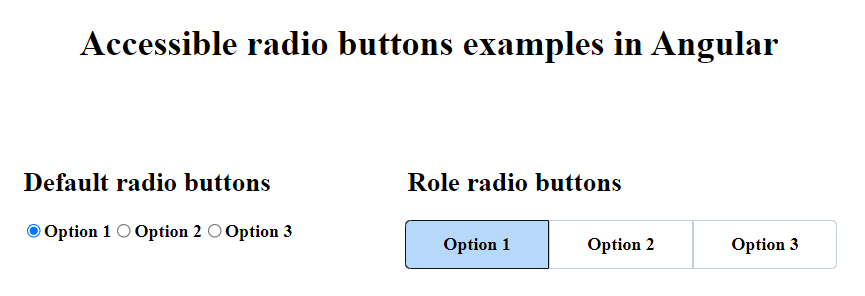 Accessible radio buttons examples in Angular
Default radio buttons
Option 1 Option 2 Option 3
Role radio buttons
Option 1 Option 2 Option 3